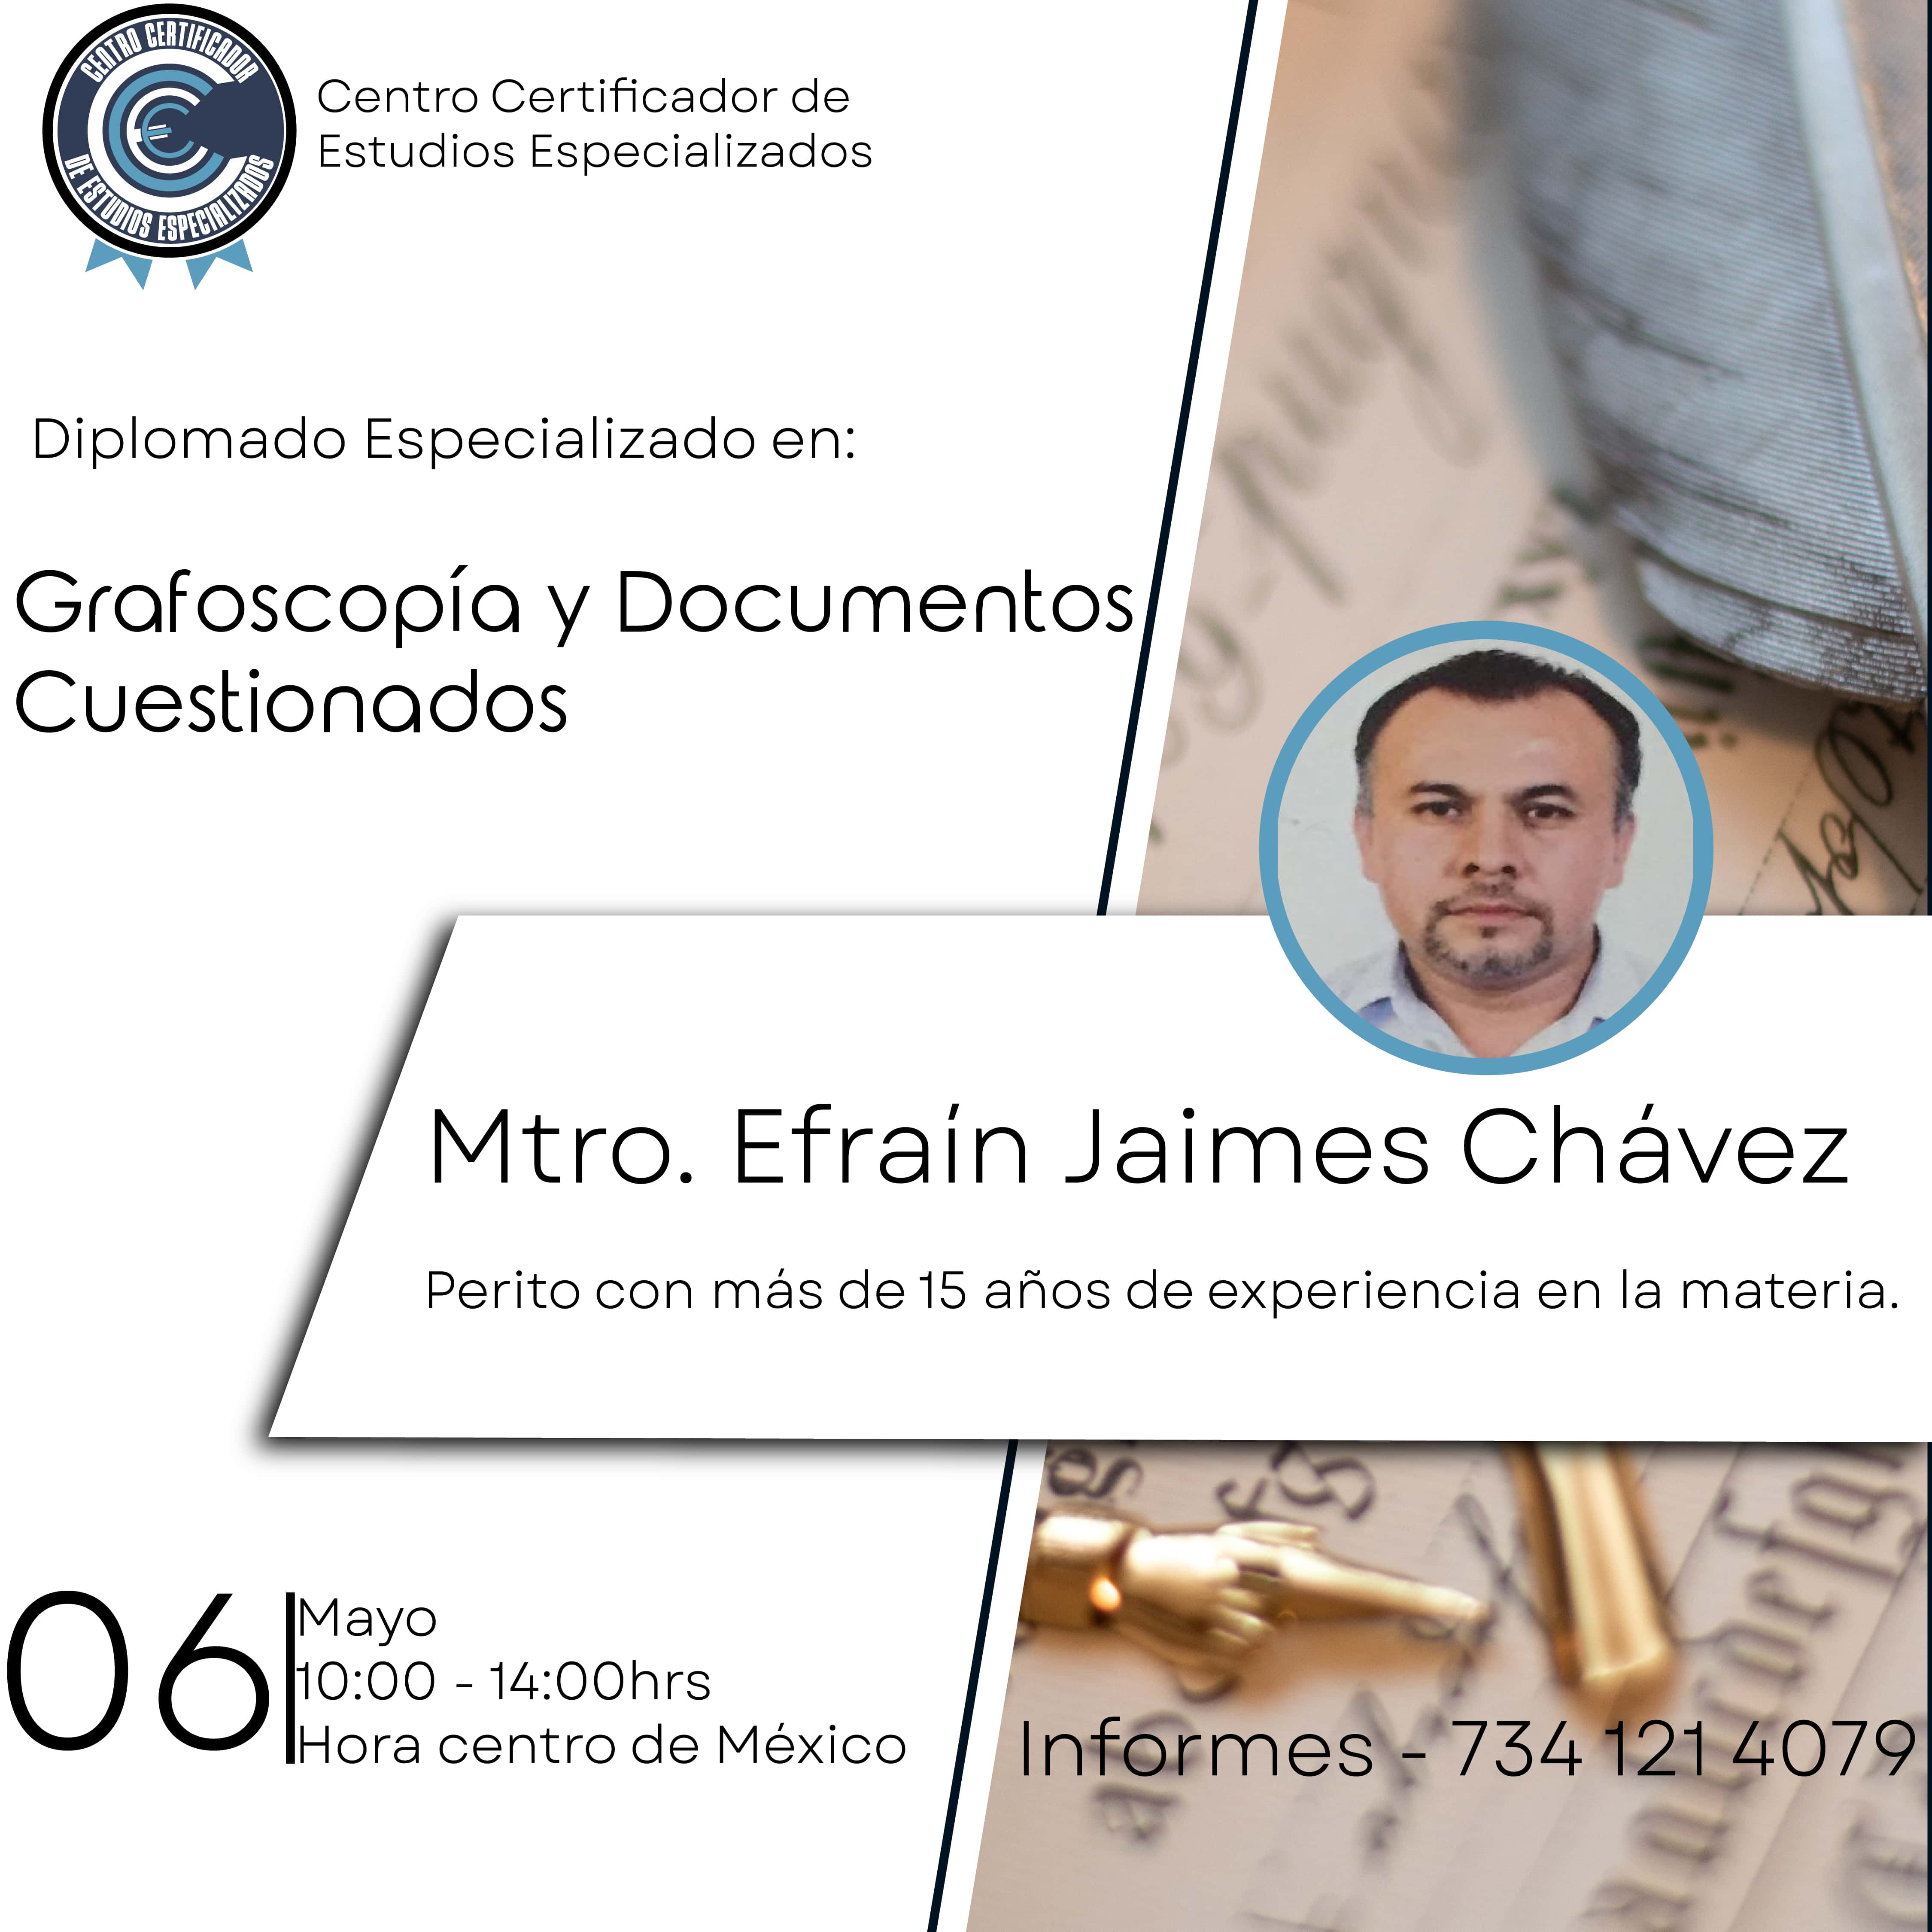 CENTRO CERTIFICADOR
DE ESTUDIOS ESPECIALIZADOS
Centro Certificador de
Estudios Especializados
Diplomado Especializado en:
Grafoscopía y Documentos
Cuestionados
Mtro. Efraín Jaimes Chávez
Perito con más de 15 años de experiencia en la materia.
06
Mayo
10:00 - 14:00hrs
Hora centro de México
Informes - 734 121 4079